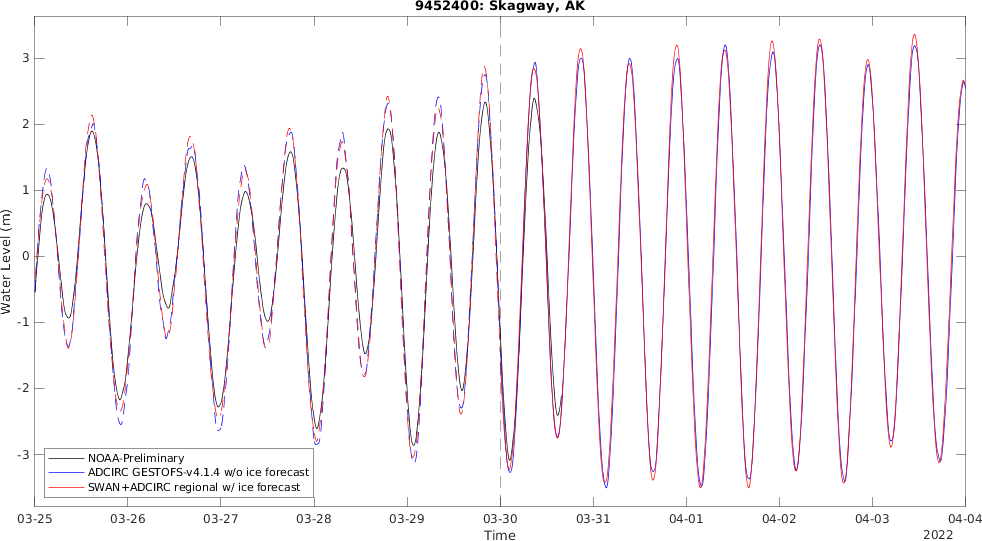 9452400: Skagway, AK
3
2
1
0
-1
-2
-3
Water Level (m)
NOAA-Preliminary
ADCIRC GESTOFS-v4.1.4 w/o ice forecast
SWAN+ADCIRC regional w/ ice forecast
03-25 03-26 03-27 03-28 03-29 03-30 03-31 04-01 04-02 04-03 04-04
Time
2022